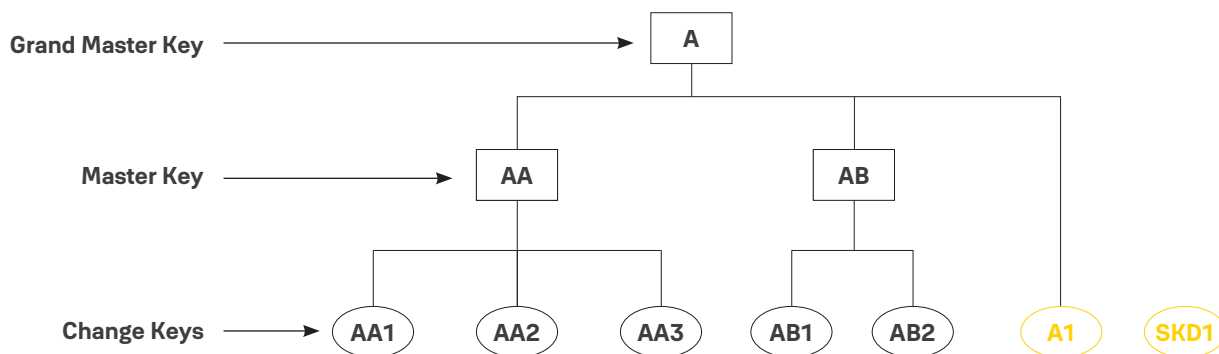 Grand Master Key
A
Master Key
AA
AB
Change Keys
AA1
AA2
AA3
AB1
AB2
A1
SKD1